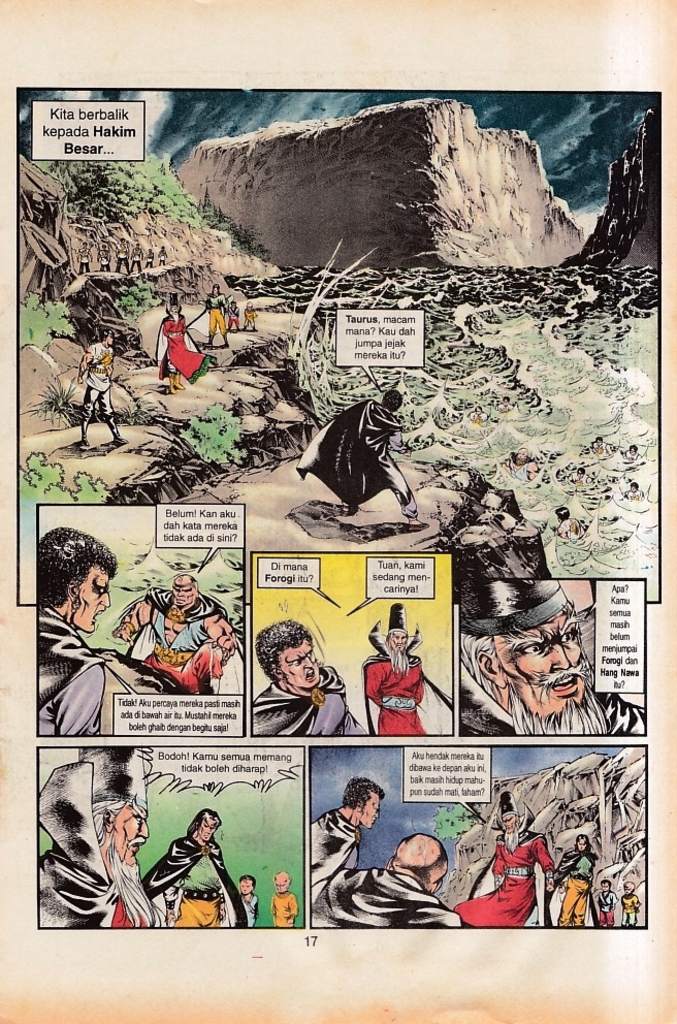 Kita berbalik
kepada Hakim
Besar...
Taurus, macam
mana? Kau dah
jumpa jejak
mereka itu?
Belum! Kan aku
dah kata mereka
tidak ada di sini?
Tidak! Aku percaya mereka pasti masih
ada di bawah air itu. Mustahil mereka
boleh ghaib dengan begitu saja!
Di mana
Forogi itu?
Tuan, kami
sedang men-
carinya!
Apa?
Kamu
semua
masih
belum
menjumpai
Forogi dan
Hang Nawa
itu?
Bodoh! Kamu semua memang
tidak boleh diharap!
Aku hendak mereka itu
dibawa ke depan aku ini,
baik masih hidup mahu-
pun sudah mati, faham?
17